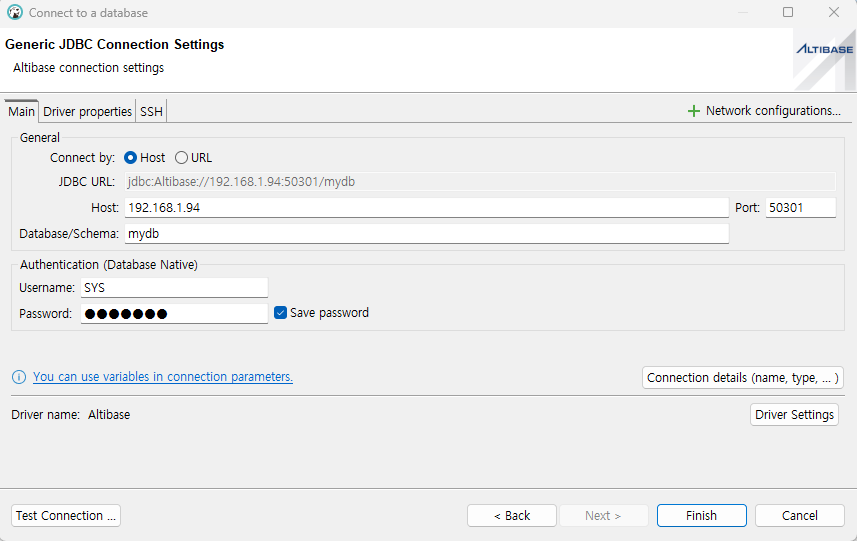 Connect to a database
Generic JDBC Connection Settings
Altibase connection settings
ALTIBASE
Main Driver properties SSH Network configurations...
General
Connect by: Host URL
JDBC URL: jdbc:Altibase://192.168.1.94:50301/mydb
Host: 192.168.1.94 Port: 50301
Database/Schema: mydb
Authentication (Database Native)
Username: SYS
Password: ●●●●●●● Save password
You can use variables in connection parameters. Connection details (name, type, ... )
Driver name: Altibase Driver Settings
Test Connection ... < Back Next > Finish Cancel